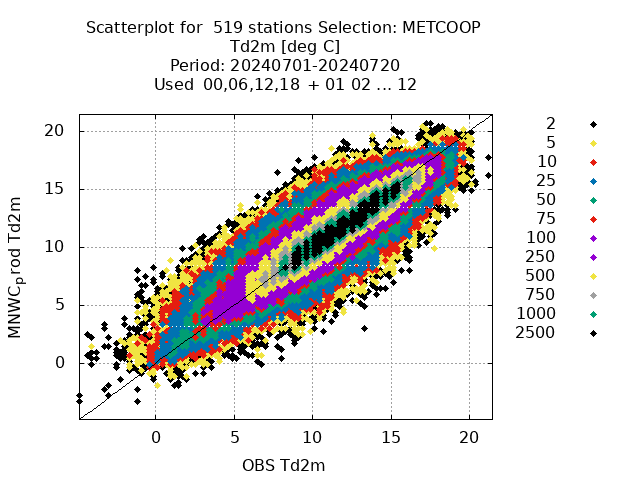 Scatterplot for  519 stations Selection: METCOOP
Td2m [deg C]
Period: 20240701-20240720
Used  00,06,12,18  + 01 02 ... 12
MNWC_prod Td2m
20
15
10
5
0
0 5 10 15 20
OBS Td2m
2
5
10
25
50
75
100
250
500
750
1000
2500